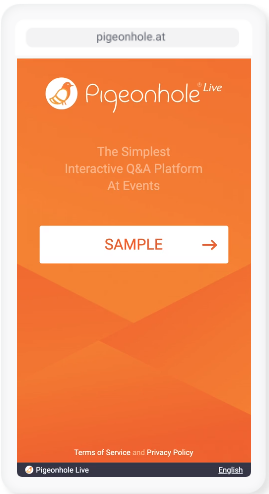 pigeonhole.at
Pigeonhole® Live
The Simplest
Interactive Q&A Platform
At Events
SAMPLE →
Terms of Service and Privacy Policy
Pigeonhole Live English